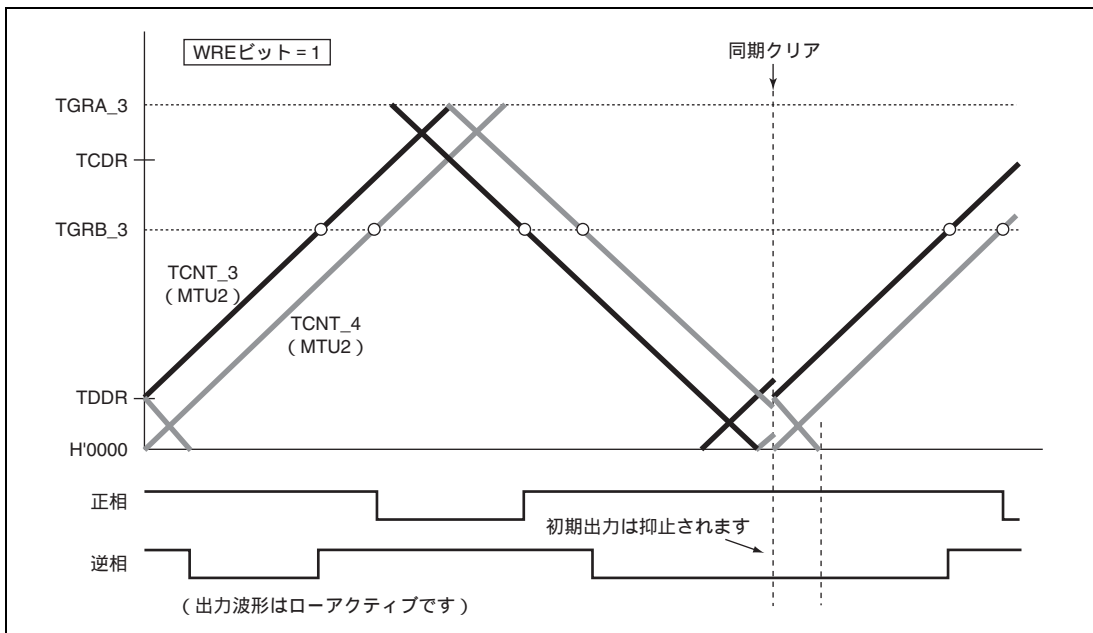 WREビット = 1
同期クリア
TGRA_3
TCDR
TGRB_3
TCNT_3
(MTU2)
TCNT_4
(MTU2)
TDDR
H'0000
正相
初期出力は抑止されます
逆相
(出力波形はローアクティブです)